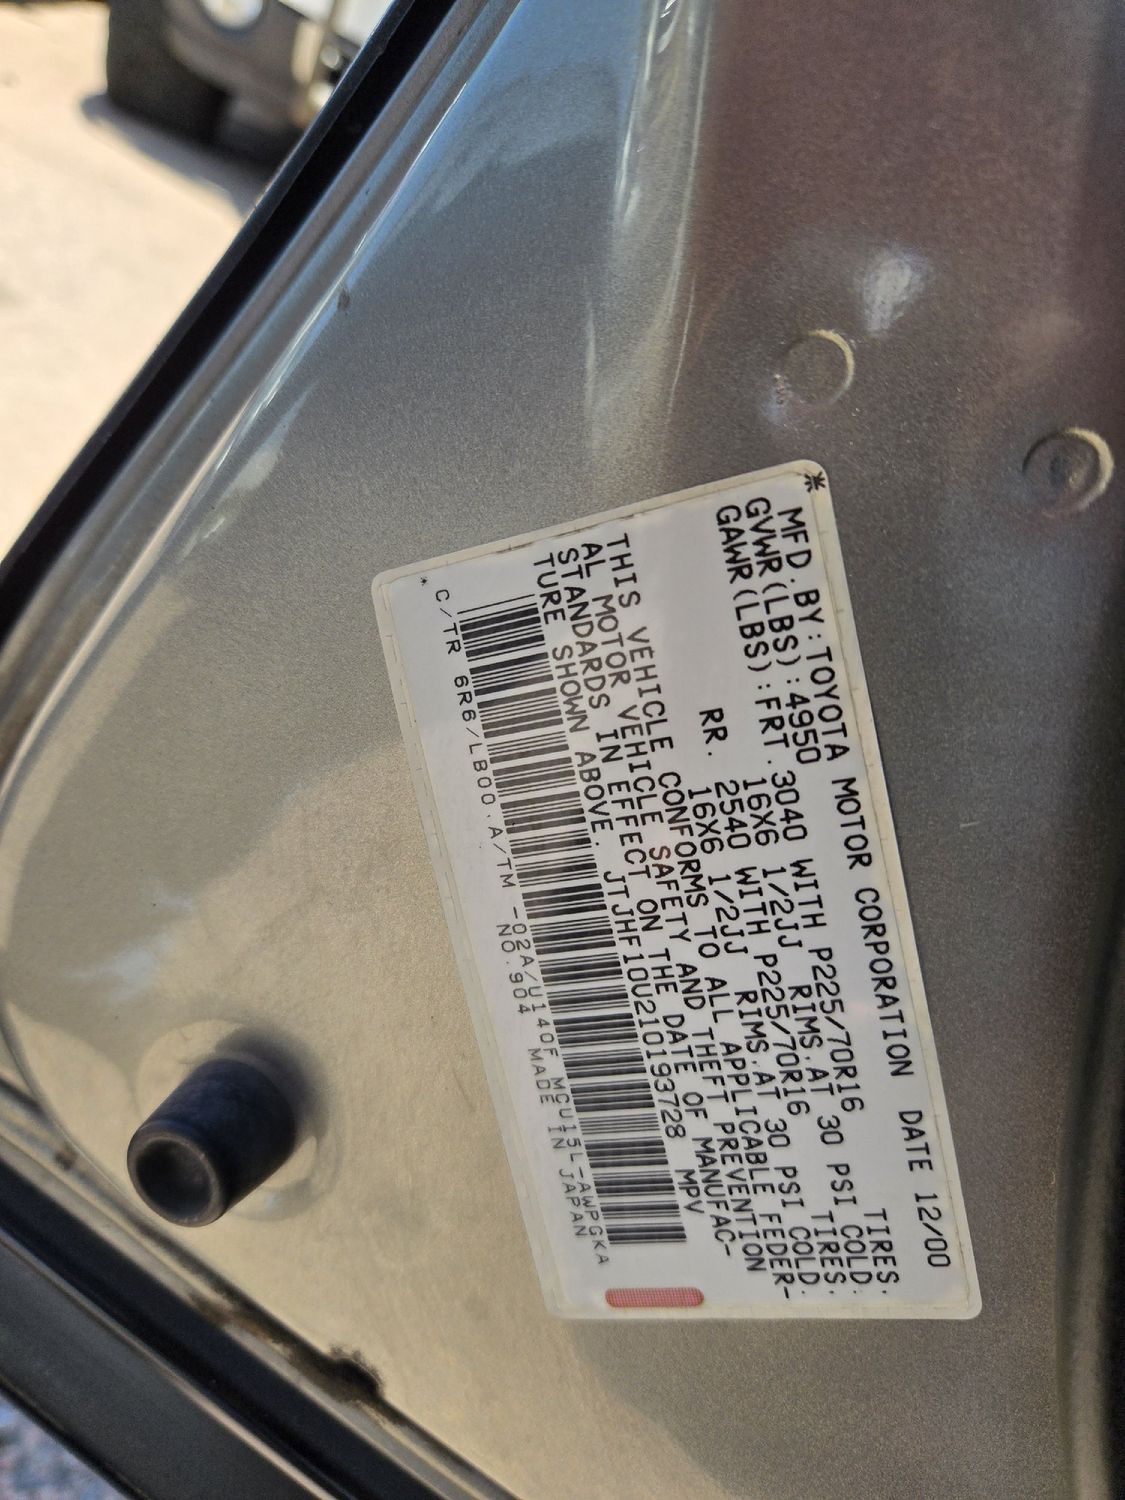 MFD.BY:TOYOTA MOTOR CORPORATION DATE 12/00
GVWR(LBS):4950
GAWR(LBS):FRT.3040 WITH P225/70R16 TIRES.
16X6 1/2JJ RIMS.AT 30 PSI COLD.
RR. 2540 WITH P225/70R16 TIRES.
16X6 1/2JJ RIMS.AT 30 PSI COLD.
THIS VEHICLE CONFORMS TO ALL APPLICABLE FEDER-
AL MOTOR VEHICLE SAFETY AND THEFT PREVENTION
STANDARDS IN EFFECT ON THE DATE OF MANUFAC-
TURE SHOWN ABOVE. JTJHF10U210193728 MPV
* C/TR 6R6/LB00.A/TM -02A/U140F MCU15L-AWPGKA
NO.904 MADE IN JAPAN